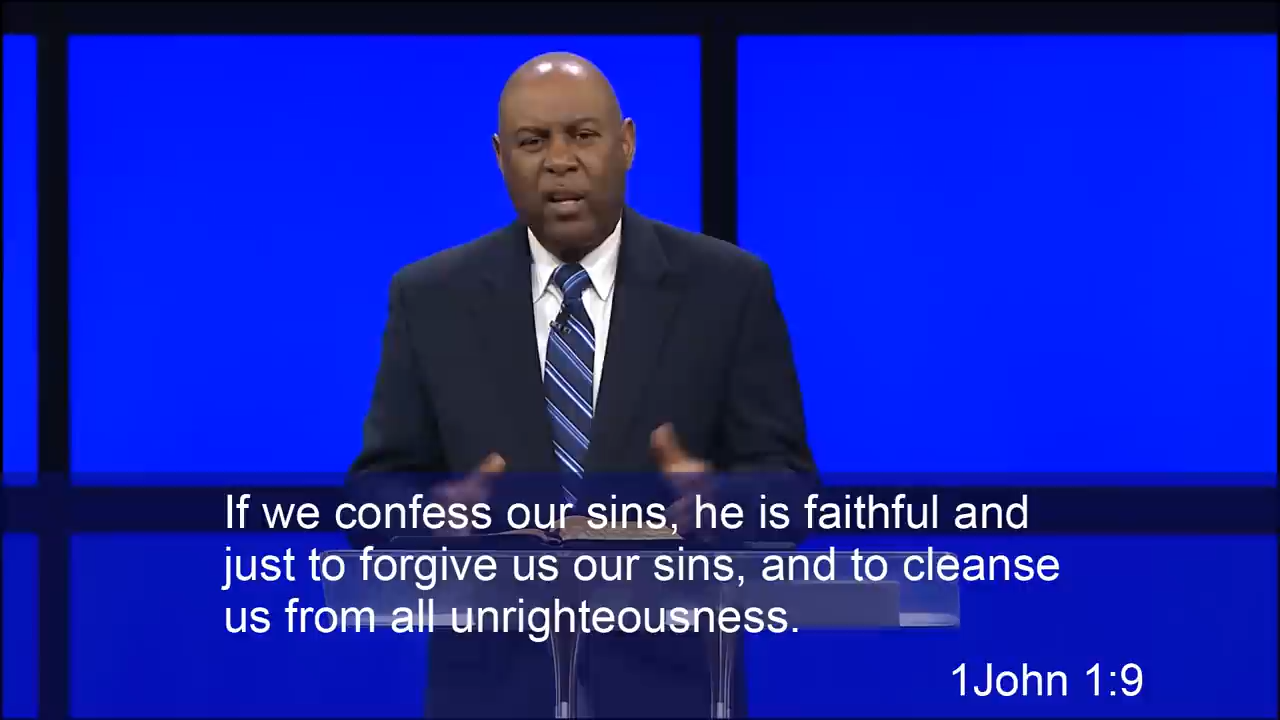 If we confess our sins, he is faithful and
just to forgive us our sins, and to cleanse
us from all unrighteousness.
1John 1:9